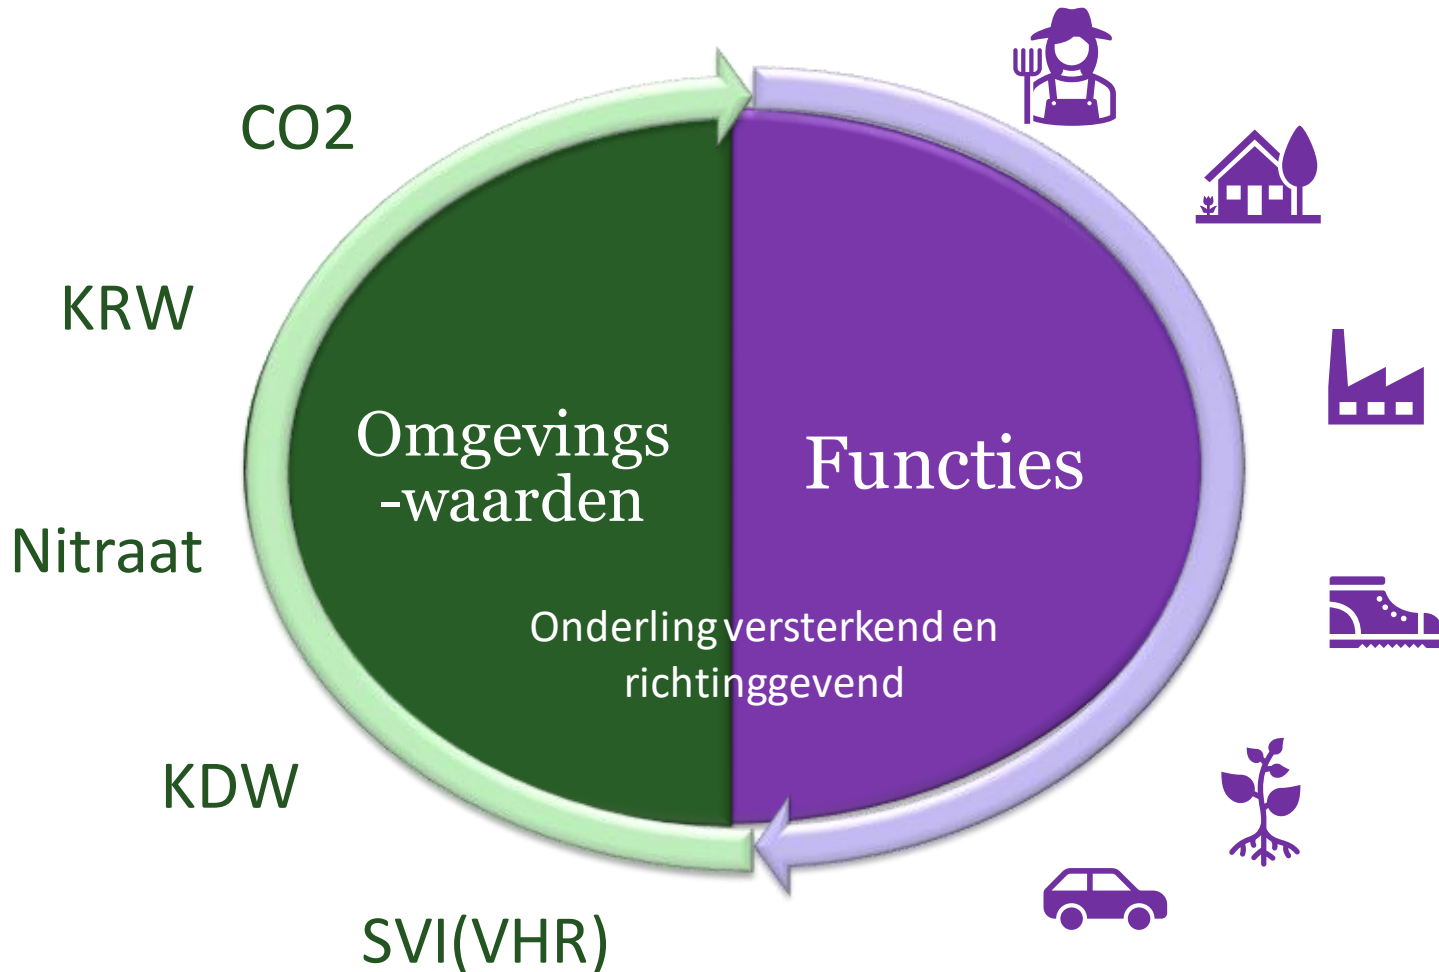 CO2
KRW
Nitraat
KDW
SVI(VHR)
Omgevings
-waarden
Functies
Onderling versterkend en
richtinggevend